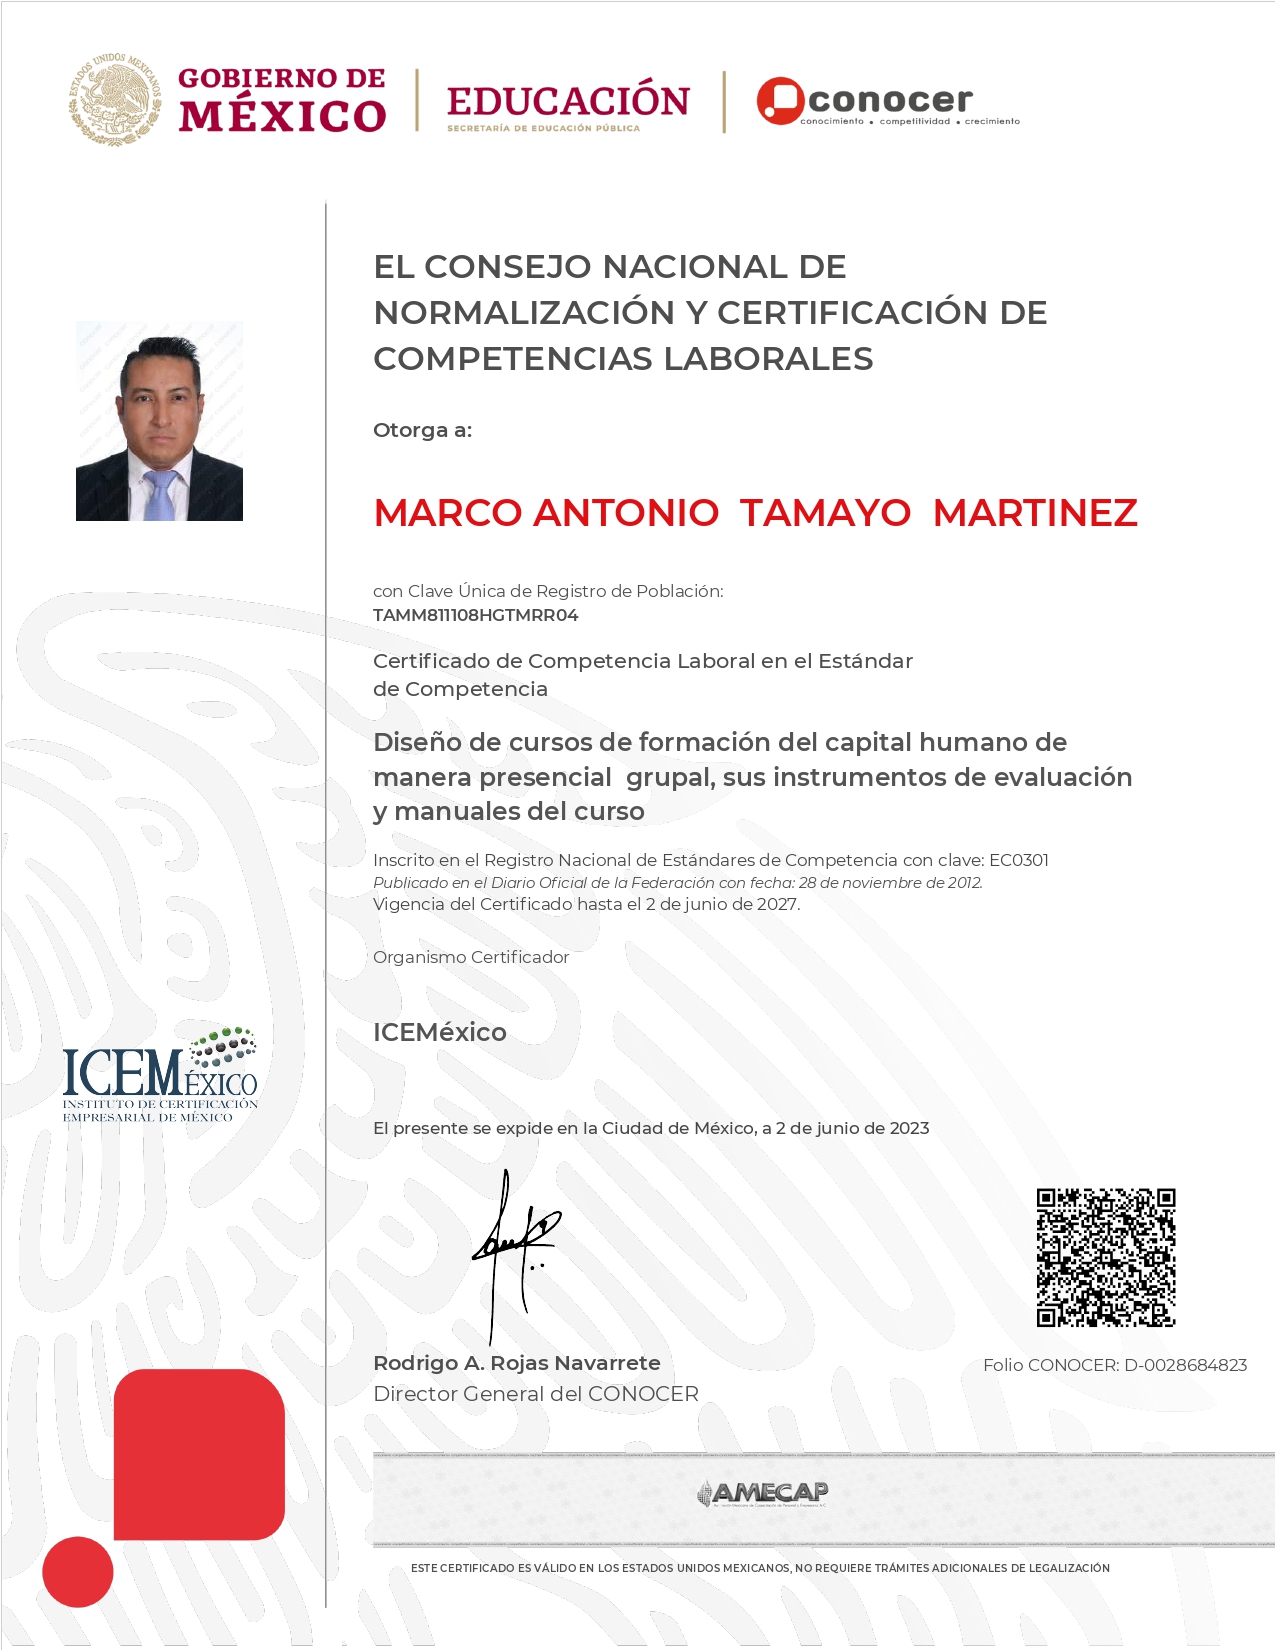 ESTADOS UNIDOS MEXICANOS
GOBIERNO DE
MÉXICO
EDUCACIÓN
SECRETARÍA DE EDUCACIÓN PÚBLICA
conocer
conocimiento • competitividad • crecimiento
EL CONSEJO NACIONAL DE
NORMALIZACIÓN Y CERTIFICACIÓN DE
COMPETENCIAS LABORALES
Otorga a:
MARCO ANTONIO TAMAYO MARTINEZ
con Clave Única de Registro de Población:
TAMM811108HGTMRR04
Certificado de Competencia Laboral en el Estándar
de Competencia
Diseño de cursos de formación del capital humano de
manera presencial grupal, sus instrumentos de evaluación
y manuales del curso
Inscrito en el Registro Nacional de Estándares de Competencia con clave: EC0301
Publicado en el Diario Oficial de la Federación con fecha: 28 de noviembre de 2012.
Vigencia del Certificado hasta el 2 de junio de 2027.
Organismo Certificador
ICEMéxico
ICEMÉXICO
INSTITUTO DE CERTIFICACIÓN
EMPRESARIAL DE MÉXICO
El presente se expide en la Ciudad de México, a 2 de junio de 2023
Rodrigo A. Rojas Navarrete
Director General del CONOCER
Folio CONOCER: D-0028684823
AMECAP
ESTE CERTIFICADO ES VÁLIDO EN LOS ESTADOS UNIDOS MEXICANOS, NO REQUIERE TRÁMITES ADICIONALES DE LEGALIZACIÓN